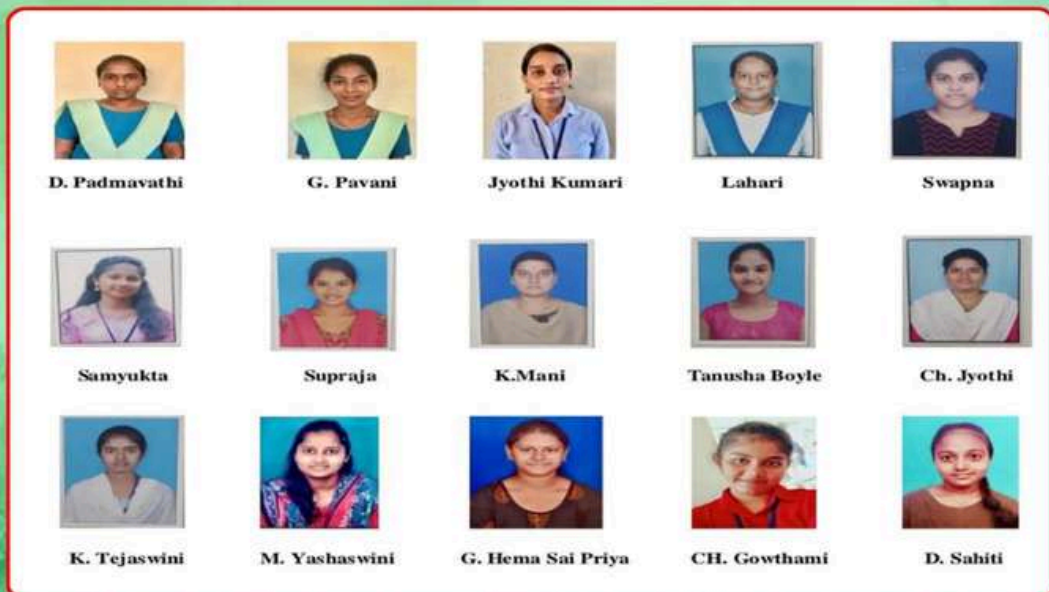 D. Padmavathi G. Pavani Jyothi Kumari Lahari Swapna
Samyukta Supraja K.Mani Tanusha Boyle Ch. Jyothi
K. Tejaswini M. Yashaswini G. Hema Sai Priya CH. Gowthami D. Sahiti